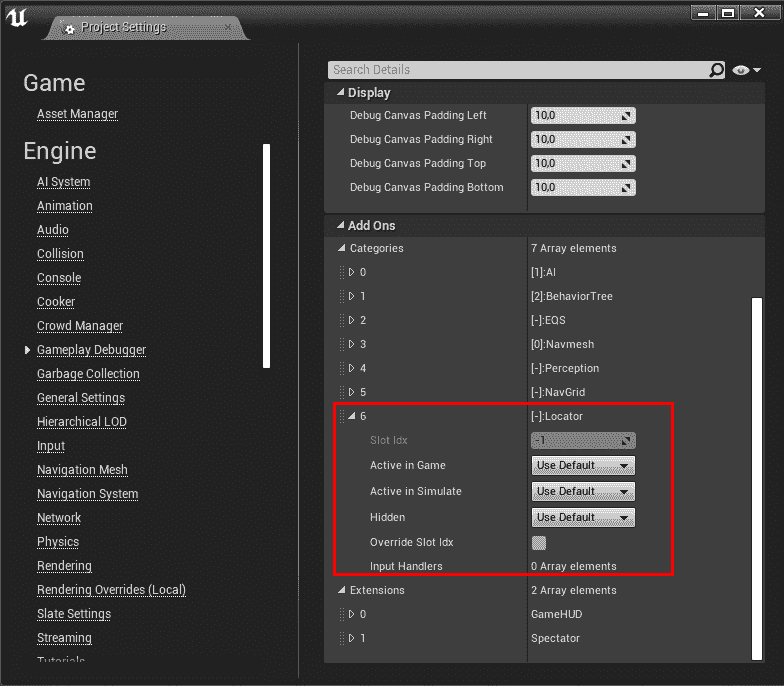 Project Settings
Game
Asset Manager
Engine
AI System
Animation
Audio
Collision
Console
Cooker
Crowd Manager
Gameplay Debugger
Garbage Collection
General Settings
Hierarchical LOD
Input
Navigation Mesh
Navigation System
Network
Physics
Rendering
Rendering Overrides (Local)
Slate Settings
Streaming
Tutorials
Search Details
Display
Debug Canvas Padding Left 10,0
Debug Canvas Padding Right 10,0
Debug Canvas Padding Top 10,0
Debug Canvas Padding Bottom 10,0
Add Ons
Categories 7 Array elements
0 [1]:AI
1 [2]:BehaviorTree
2 [-]:EQS
3 [0]:Navmesh
4 [-]:Perception
5 [-]:NavGrid
6 [-]:Locator
Slot Idx -1
Active in Game Use Default
Active in Simulate Use Default
Hidden Use Default
Override Slot Idx
Input Handlers 0 Array elements
Extensions 2 Array elements
0 GameHUD
1 Spectator